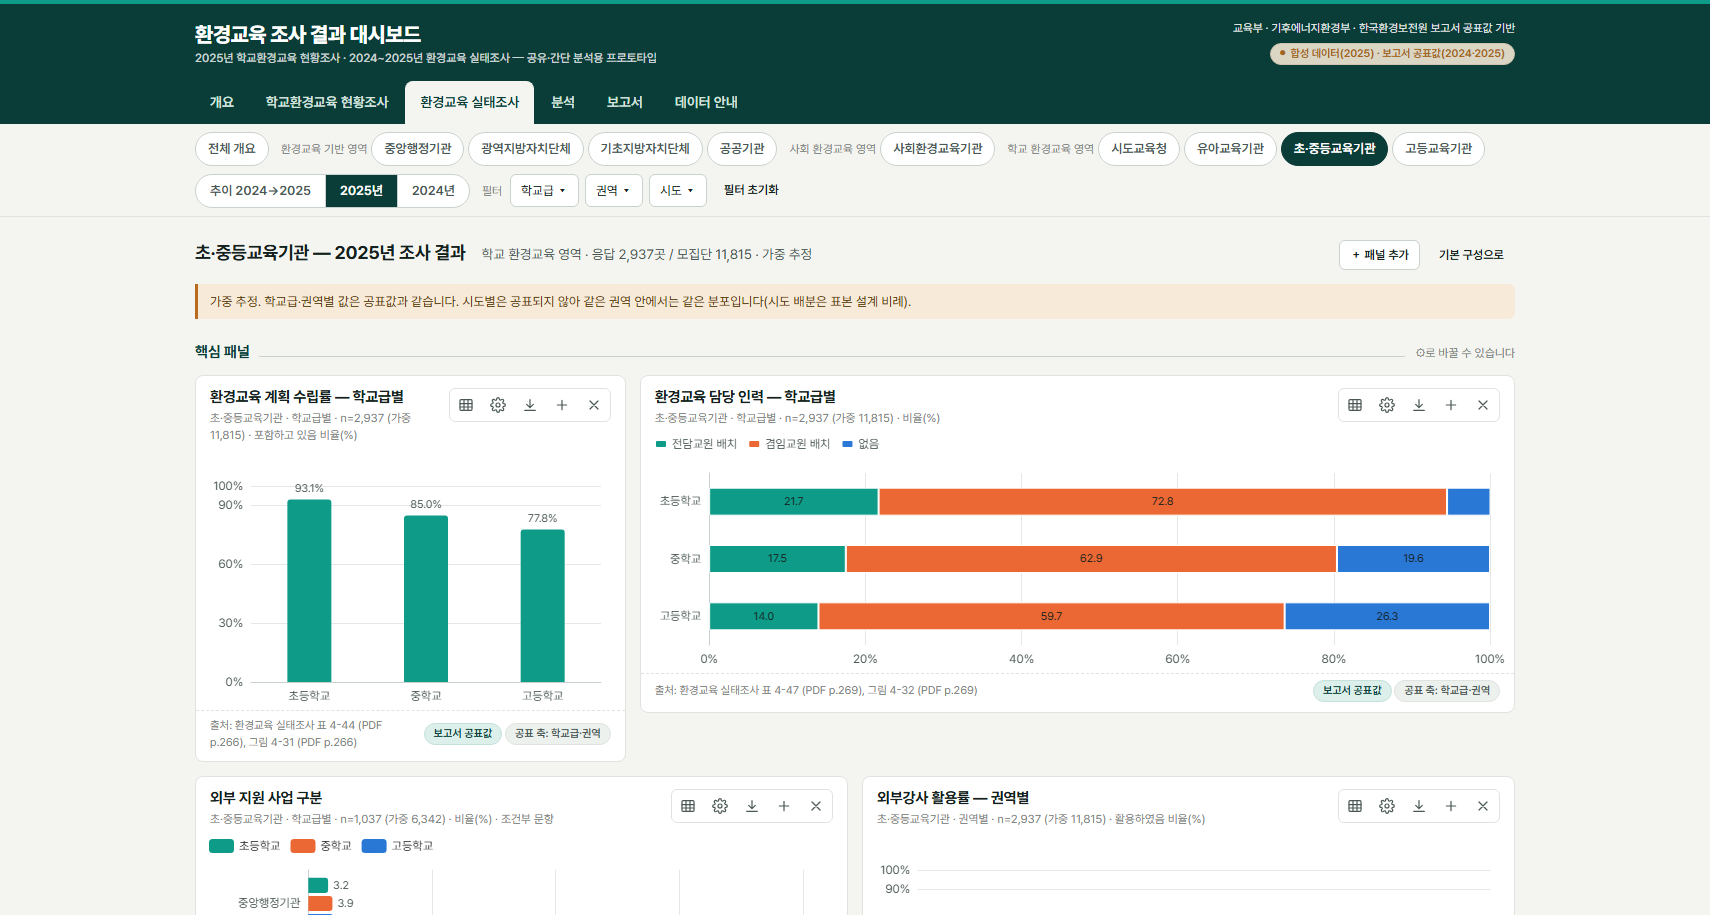 환경교육 조사 결과 대시보드
2025년 학교환경교육 현황조사 · 2024~2025년 환경교육 실태조사 — 공유·간단 분석용 프로토타입
교육부 · 기후에너지환경부 · 한국환경보전원 보고서 공표값 기반
합성 데이터(2025) · 보고서 공표값(2024·2025)
개요 학교환경교육 현황조사 환경교육 실태조사 분석 보고서 데이터 안내
전체 개요 환경교육 기반 영역 중앙행정기관 광역지방자치단체 기초지방자치단체 공공기관 사회 환경교육 영역 사회환경교육기관 학교 환경교육 영역 시도교육청 유아교육기관 초·중등교육기관 고등교육기관
추이 2024→2025 2025년 2024년 필터 학교급 ▾ 권역 ▾ 시도 ▾ 필터 초기화
초·중등교육기관 — 2025년 조사 결과 학교 환경교육 영역 · 응답 2,937곳 / 모집단 11,815 · 가중 추정
+ 패널 추가 기본 구성으로
가중 추정. 학교급·권역별 값은 공표값과 같습니다. 시도별은 공표되지 않아 같은 권역 안에서는 같은 분포입니다(시도 배분은 표본 설계 비례).
핵심 패널
⚙로 바꿀 수 있습니다
환경교육 계획 수립률 — 학교급별
초·중등교육기관 · 학교급별 · n=2,937 (가중
11,815) · 포함하고 있음 비율(%)
100%
90%
60%
30%
0%
93.1%
85.0%
77.8%
초등학교 중학교 고등학교
출처: 환경교육 실태조사 표 4-44 (PDF
p.266), 그림 4-31 (PDF p.266)
보고서 공표값 공표 축: 학교급·권역
환경교육 담당 인력 — 학교급별
초·중등교육기관 · 학교급별 · n=2,937 (가중 11,815) · 비율(%)
전담교원 배치 겸임교원 배치 없음
초등학교 21.7 72.8
중학교 17.5 62.9 19.6
고등학교 14.0 59.7 26.3
0% 20% 40% 60% 80% 100%
출처: 환경교육 실태조사 표 4-47 (PDF p.269), 그림 4-32 (PDF p.269)
보고서 공표값 공표 축: 학교급·권역
외부 지원 사업 구분
초·중등교육기관 · 학교급별 · n=1,037 (가중 6,342) · 비율(%) · 조건부 문항
초등학교 중학교 고등학교
3.2
중앙행정기관 3.9
외부강사 활용률 — 권역별
초·중등교육기관 · 권역별 · n=2,937 (가중 11,815) · 활용하였음 비율(%)
100%
90%